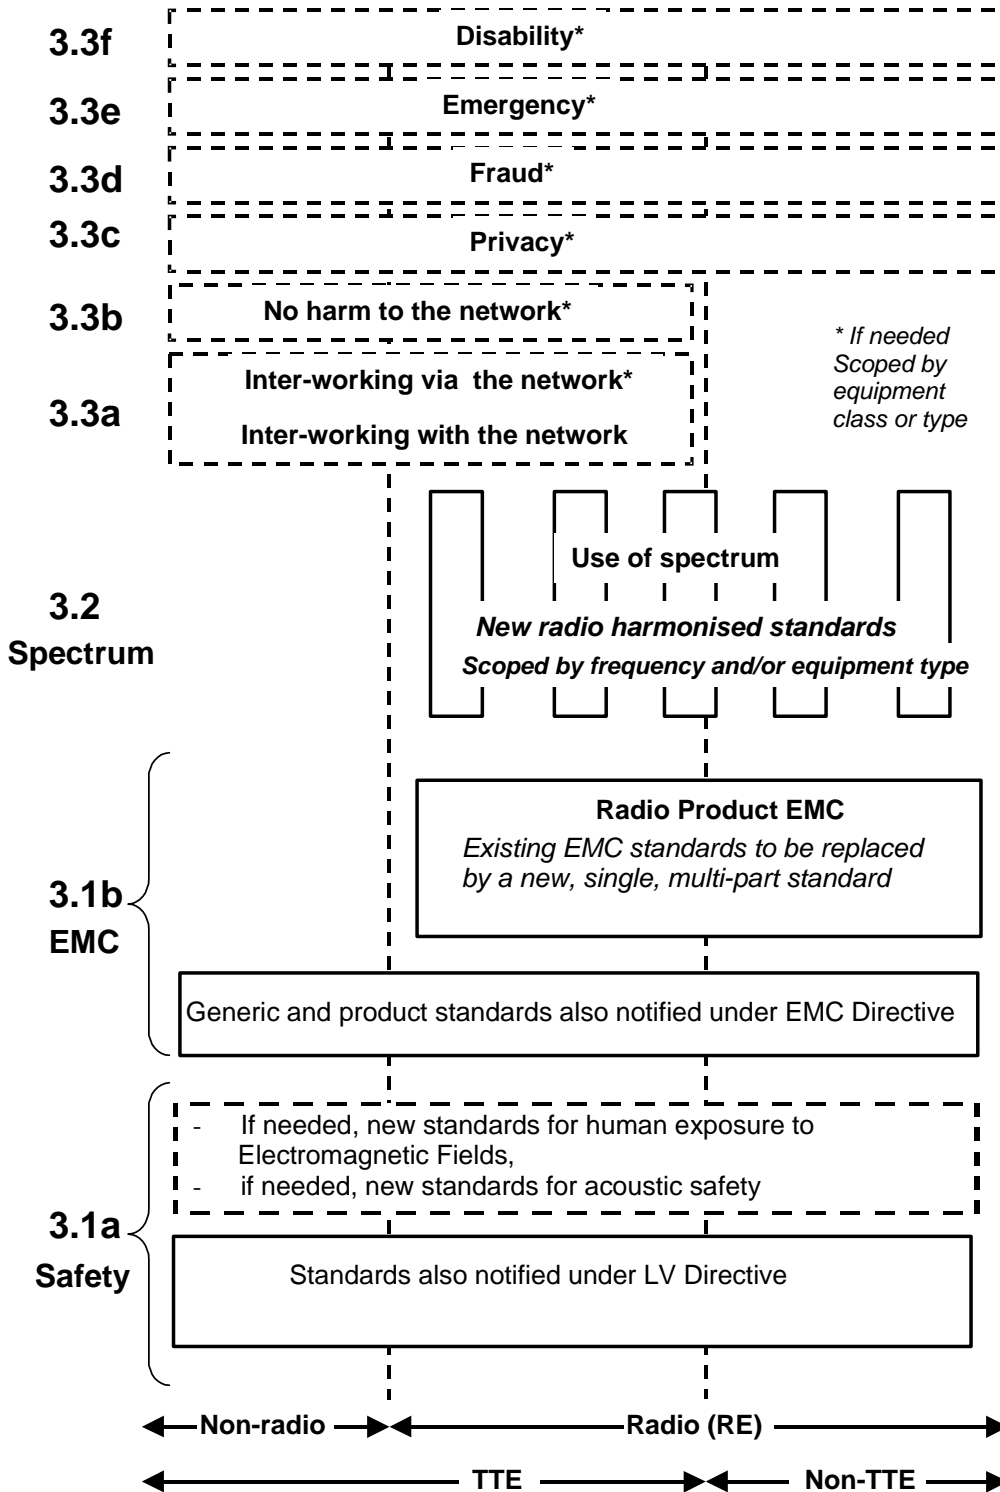 3.3f
Disability*
3.3e
Emergency*
3.3d
Fraud*
3.3c
Privacy*
3.3b
No harm to the network*
* If needed
Scoped by
equipment
class or type
3.3a
Inter-working via the network*
Inter-working with the network
3.2
Spectrum
Use of spectrum
New radio harmonised standards
Scoped by frequency and/or equipment type
3.1b
EMC
Radio Product EMC
Existing EMC standards to be replaced
by a new, single, multi-part standard
Generic and product standards also notified under EMC Directive
3.1a
Safety
- If needed, new standards for human exposure to
Electromagnetic Fields,
- if needed, new standards for acoustic safety
Standards also notified under LV Directive
Non-radio
Radio (RE)
TTE
Non-TTE